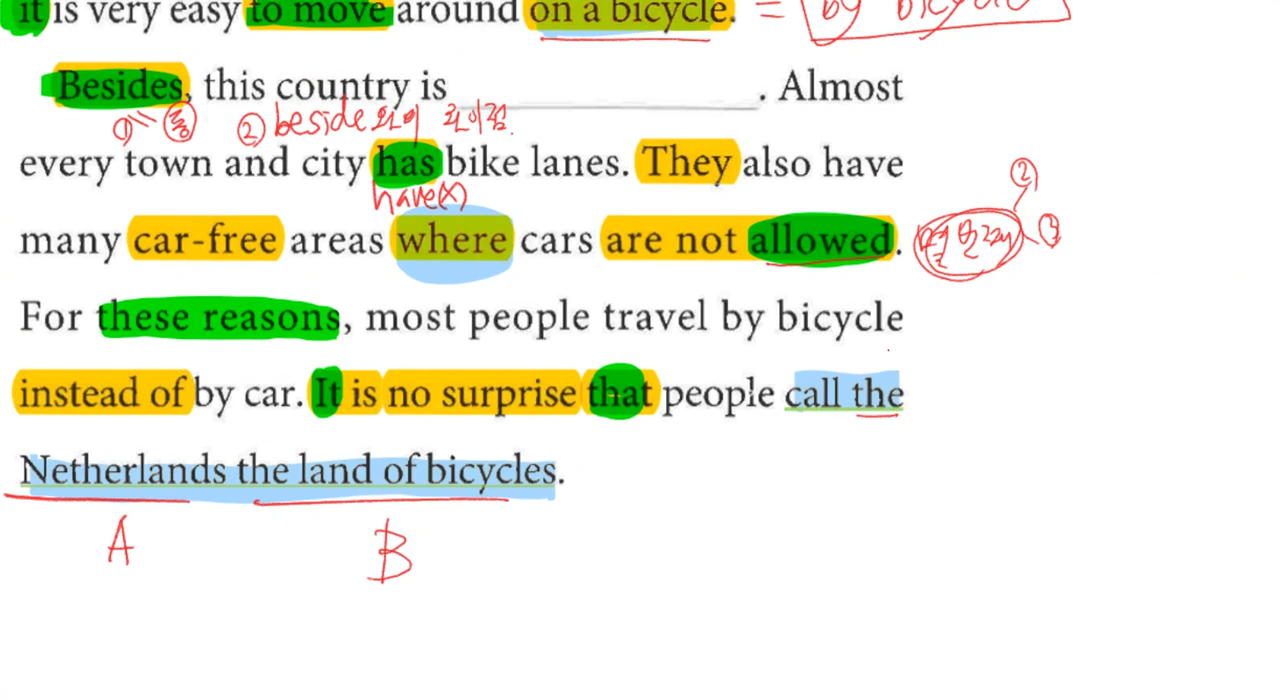 it is very easy to move around on a bicycle. = by bicycle
Besides, this country is ____________. Almost
② beside와의 차이점.
every town and city has bike lanes. They also have
have(x)
many car-free areas where cars are not allowed.
② ③
For these reasons, most people travel by bicycle
instead of by car. It is no surprise that people call the
Netherlands the land of bicycles.
A B